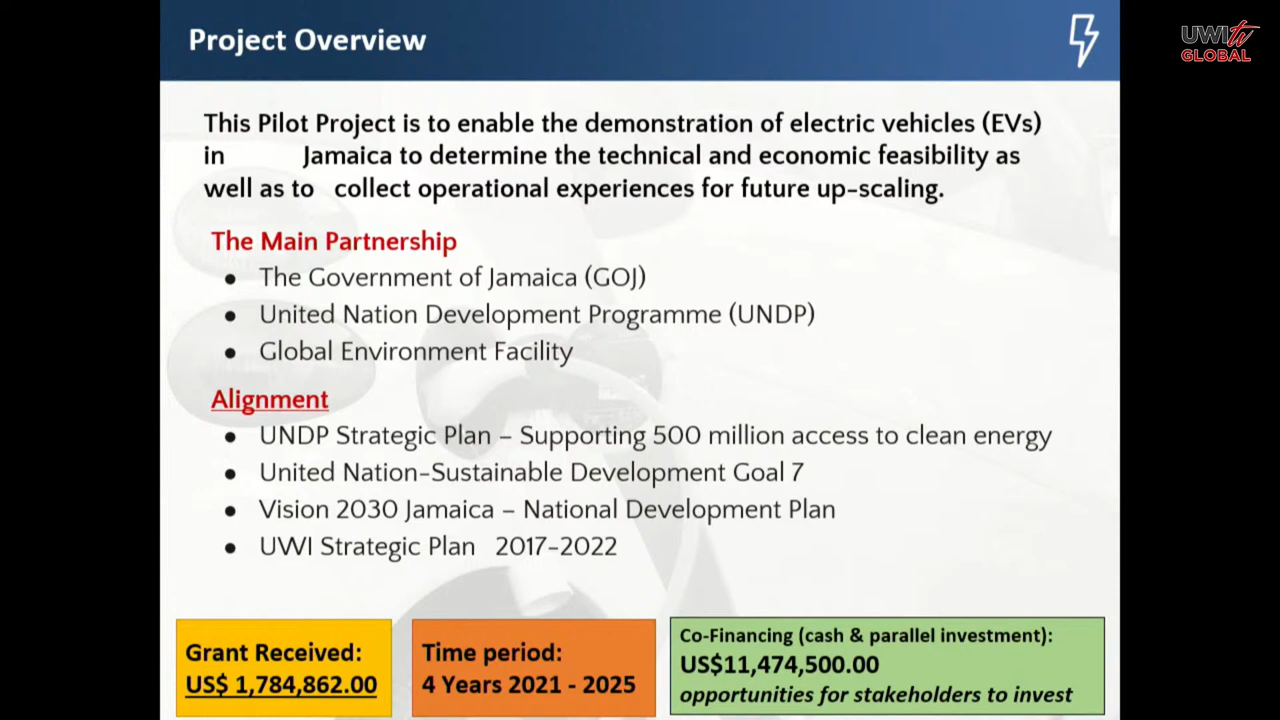 Project Overview
UWItv
GLOBAL
This Pilot Project is to enable the demonstration of electric vehicles (EVs)
in Jamaica to determine the technical and economic feasibility as
well as to collect operational experiences for future up-scaling.
The Main Partnership
● The Government of Jamaica (GOJ)
● United Nation Development Programme (UNDP)
● Global Environment Facility
Alignment
● UNDP Strategic Plan – Supporting 500 million access to clean energy
● United Nation-Sustainable Development Goal 7
● Vision 2030 Jamaica – National Development Plan
● UWI Strategic Plan 2017-2022
Grant Received:
US$ 1,784,862.00
Time period:
4 Years 2021 - 2025
Co-Financing (cash & parallel investment):
US$11,474,500.00
opportunities for stakeholders to invest